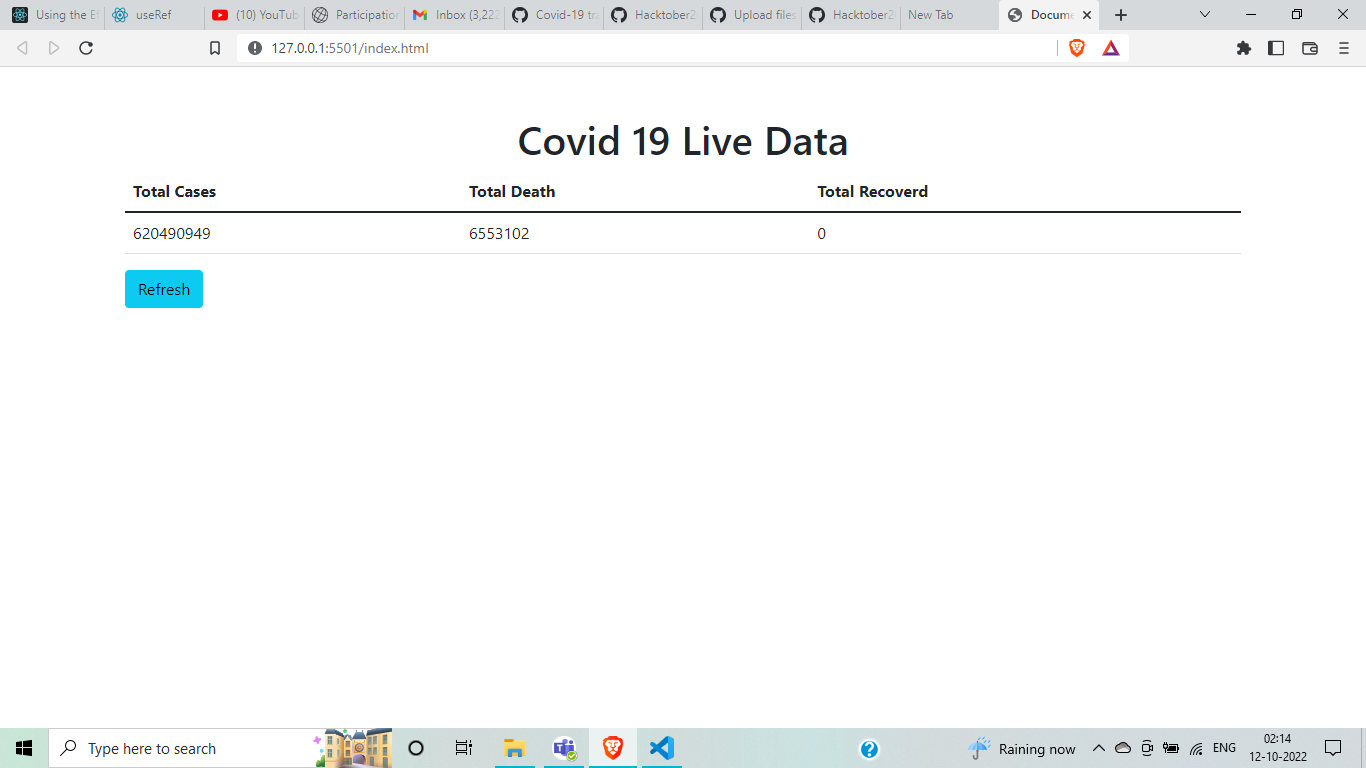 Using the Ef useRef (10) YouTub Participation Inbox (3,222 Covid-19 tra Hacktober2 Upload files Hacktober2 New Tab Docume
127.0.0.1:5501/index.html
Covid 19 Live Data
Total Cases Total Death Total Recoverd
620490949 6553102 0
Refresh
Type here to search
Raining now
ENG
02:14
12-10-2022